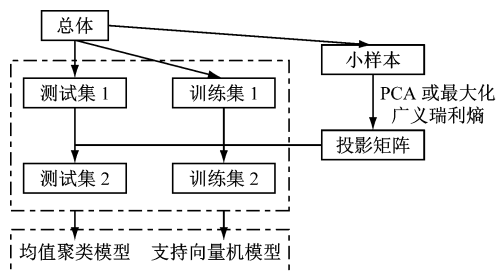 总体
小样本
测试集 1
训练集 1
PCA 或最大化
广义瑞利熵
投影矩阵
测试集 2
训练集 2
均值聚类模型
支持向量机模型